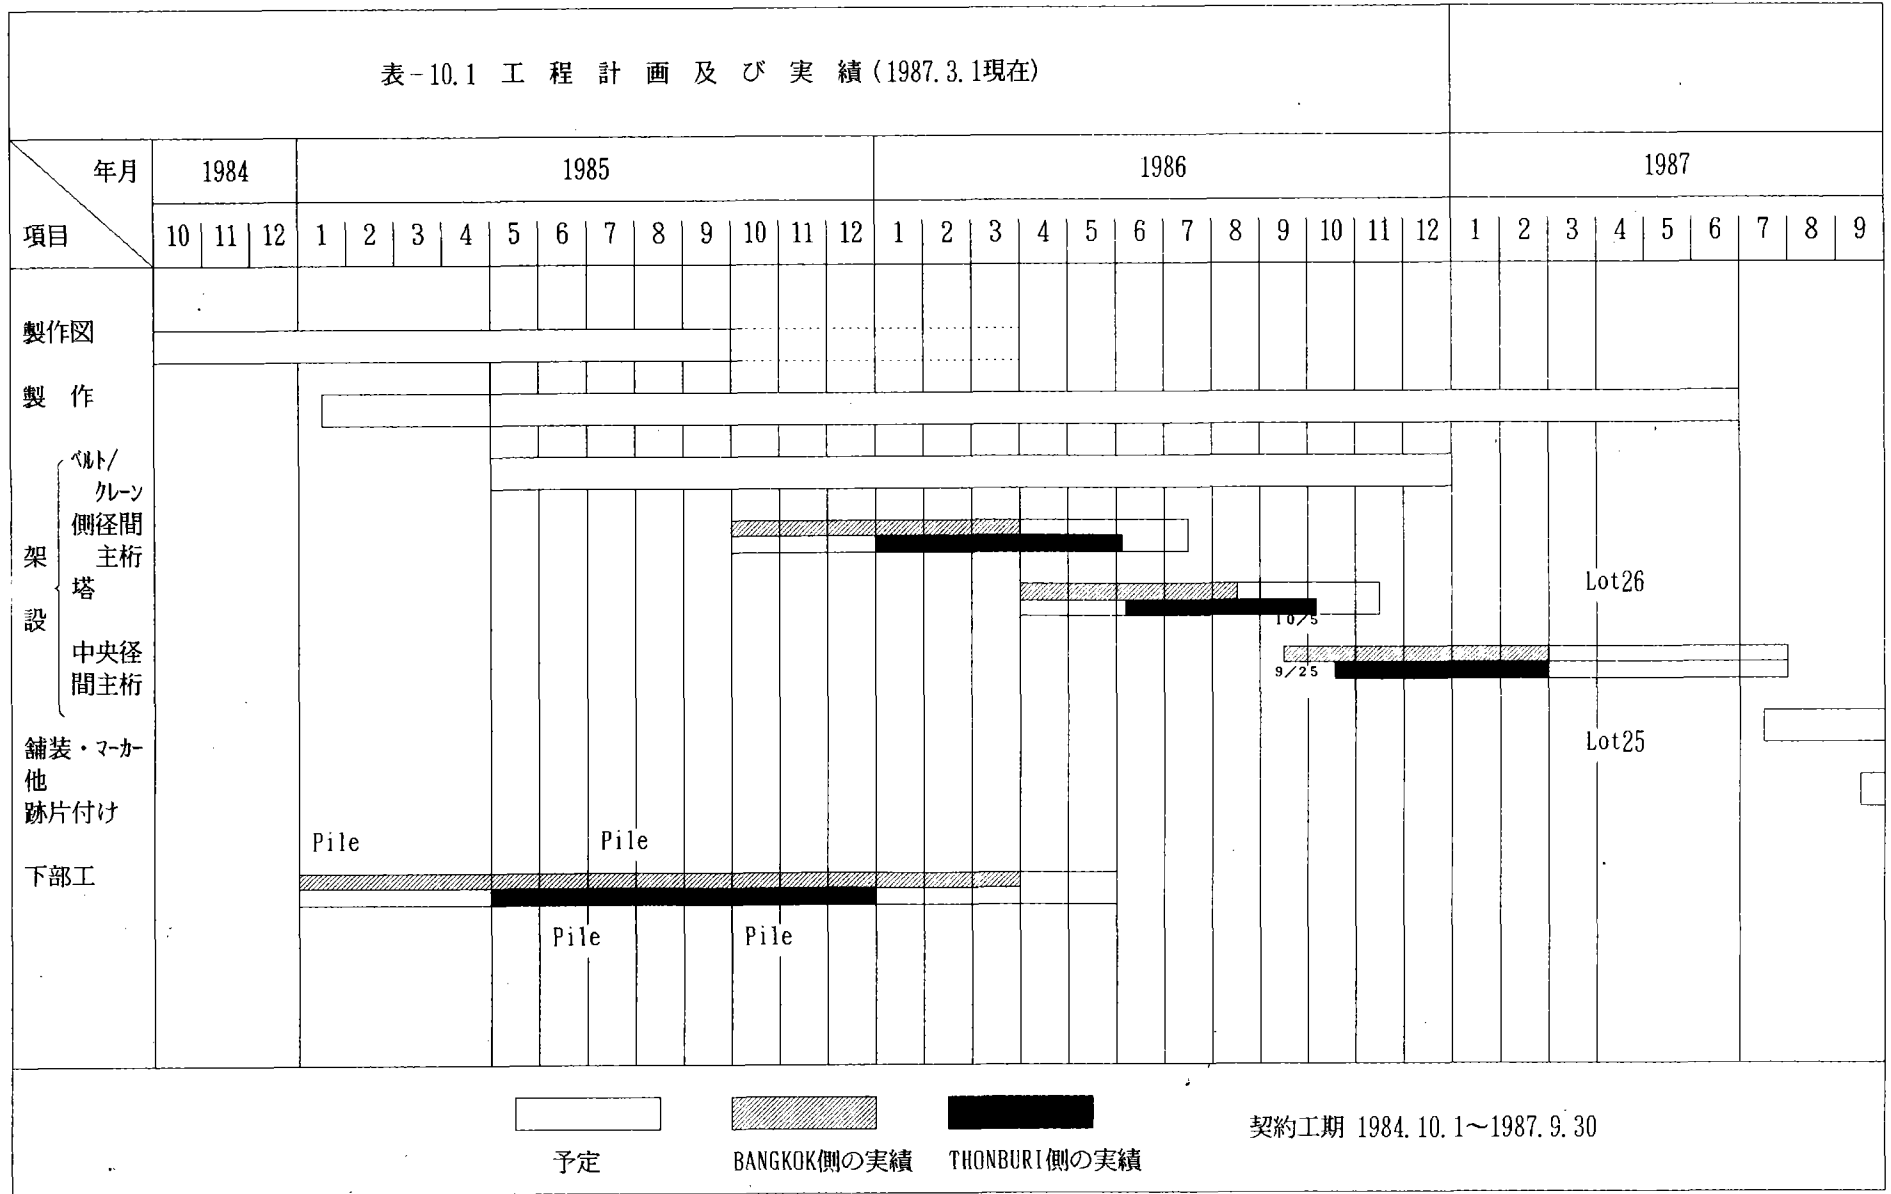 表-10.1 工 程 計 画 及 び 実 績 (1987.3.1現在)
年月 1984 1985 1986 1987
項目 10 11 12 1 2 3 4 5 6 7 8 9 10 11 12 1 2 3 4 5 6 7 8 9 10 11 12 1 2 3 4 5 6 7 8 9
製作図
製 作
ベルト/
クレーン
側径間
架 主桁
塔 Lot26
設 10/5
中央径
間主桁 9/25
舗装・マーカー Lot25
他
跡片付け
Pile Pile
下部工
Pile Pile
契約工期 1984.10.1～1987.9.30
予定 BANGKOK側の実績 THONBURI側の実績